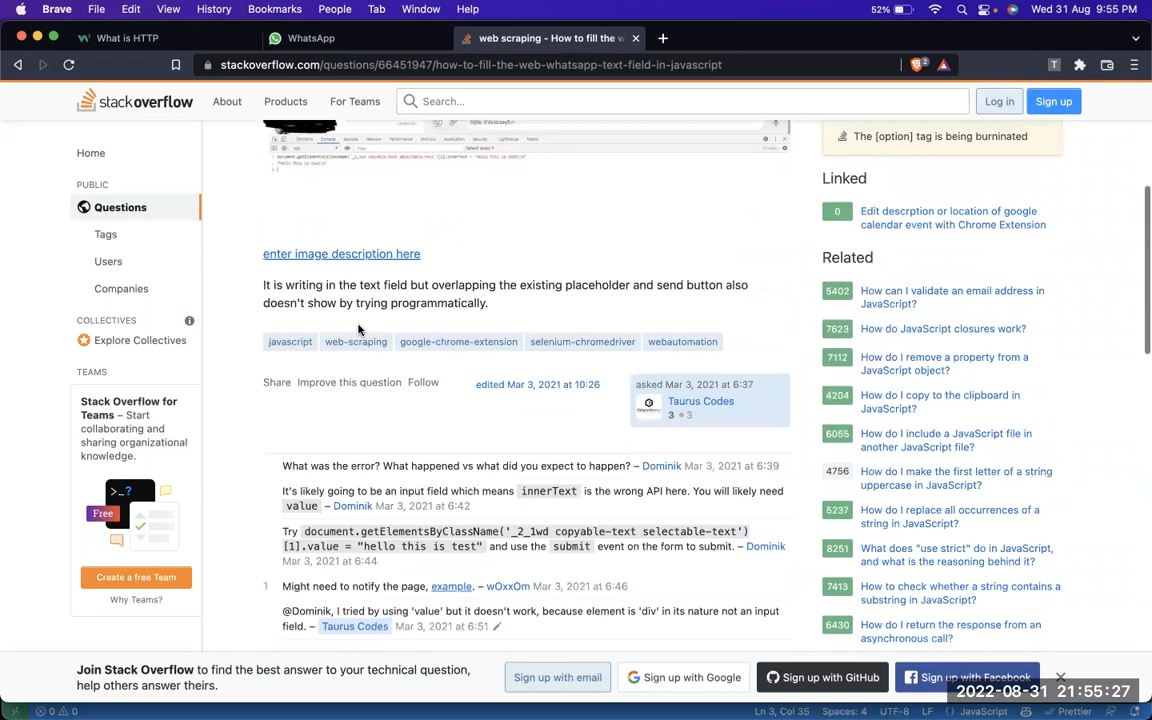 Brave File Edit View History Bookmarks People Tab Window Help 52% Wed 31 Aug 9:55 PM
What is HTTP WhatsApp web scraping - How to fill the w
stackoverflow.com/questions/66451947/how-to-fill-the-web-whatsapp-text-field-in-javascript 2 T
stackoverflow About Products For Teams Search... Log in Sign up
The [option] tag is being burninated
Home
PUBLIC
Questions
Tags
Users
Companies
COLLECTIVES
Explore Collectives
TEAMS
Stack Overflow for
Teams – Start
collaborating and
sharing organizational
knowledge.
>_?
Free
Create a free Team
Why Teams?
enter image description here
It is writing in the text field but overlapping the existing placeholder and send button also
doesn't show by trying programmatically.
javascript web-scraping google-chrome-extension selenium-chromedriver webautomation
Share Improve this question Follow
edited Mar 3, 2021 at 10:26
asked Mar 3, 2021 at 6:37
Taurus Codes
3 3
What was the error? What happened vs what did you expect to happen? – Dominik Mar 3, 2021 at 6:39
It's likely going to be an input field which means innerText is the wrong API here. You will likely need
value – Dominik Mar 3, 2021 at 6:42
Try document.getElementsByClassName('_2_1wd copyable-text selectable-text')
[1].value = "hello this is test" and use the submit event on the form to submit. – Dominik
Mar 3, 2021 at 6:44
1 Might need to notify the page, example. – wOxxOm Mar 3, 2021 at 6:46
@Dominik, I tried by using 'value' but it doesn't work, because element is 'div' in its nature not an input
field. – Taurus Codes Mar 3, 2021 at 6:51
Linked
0 Edit descrption or location of google
calendar event with Chrome Extension
Related
5402 How can I validate an email address in
JavaScript?
7623 How do JavaScript closures work?
7112 How do I remove a property from a
JavaScript object?
4204 How do I copy to the clipboard in
JavaScript?
6055 How do I include a JavaScript file in
another JavaScript file?
4756 How do I make the first letter of a string
uppercase in JavaScript?
5237 How do I replace all occurrences of a
string in JavaScript?
8251 What does "use strict" do in JavaScript,
and what is the reasoning behind it?
7413 How to check whether a string contains a
substring in JavaScript?
6430 How do I return the response from an
asynchronous call?
Join Stack Overflow to find the best answer to your technical question,
help others answer theirs.
Sign up with email Sign up with Google Sign up with GitHub Sign up with Facebook
2022-08-31 21:55:27
0 0 Ln 3, Col 35 Spaces: 4 UTF-8 LF JavaScript Prettier